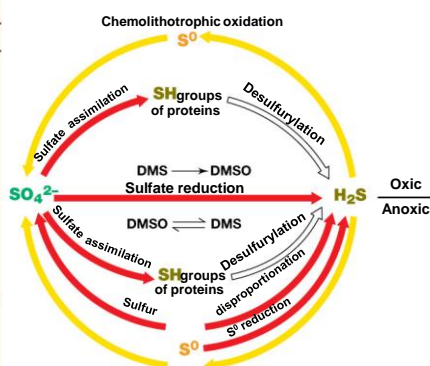 Chemolithotrophic oxidation
S⁰
Sulfate assimilation
SH groups
of proteins
Desulfurylation
DMS → DMSO
SO₄²⁻
Sulfate reduction
H₂S
Oxic
Anoxic
DMSO ⇌ DMS
Sulfate assimilation
SH groups
of proteins
Desulfurylation
Sulfur
disproportionation
S⁰ reduction
S⁰